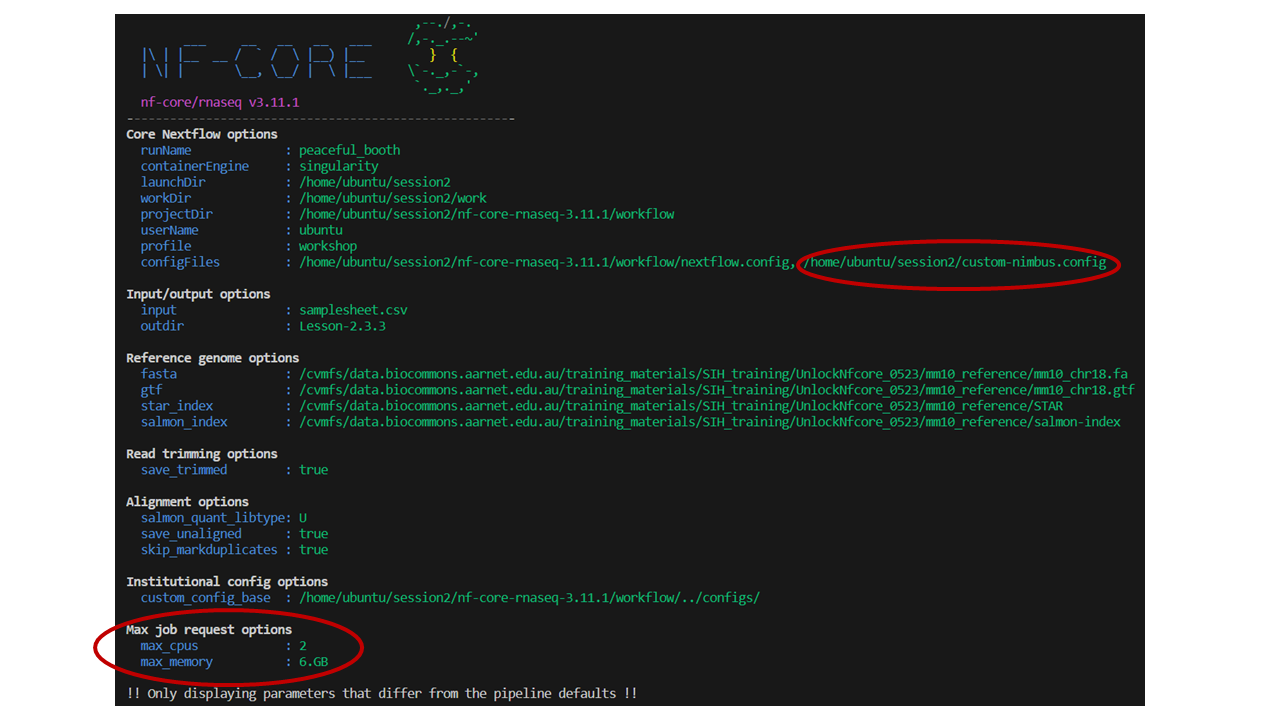 NF-CORE
nf-core/rnaseq v3.11.1
Core Nextflow options
runName : peaceful_booth
containerEngine : singularity
launchDir : /home/ubuntu/session2
workDir : /home/ubuntu/session2/work
projectDir : /home/ubuntu/session2/nf-core-rnaseq-3.11.1/workflow
userName : ubuntu
profile : workshop
configFiles : /home/ubuntu/session2/nf-core-rnaseq-3.11.1/workflow/nextflow.config, /home/ubuntu/session2/custom-nimbus.config
Input/output options
input : samplesheet.csv
outdir : Lesson-2.3.3
Reference genome options
fasta : /cvmfs/data.biocommons.aarnet.edu.au/training_materials/SIH_training/UnlockNfcore_0523/mm10_reference/mm10_chr18.fa
gtf : /cvmfs/data.biocommons.aarnet.edu.au/training_materials/SIH_training/UnlockNfcore_0523/mm10_reference/mm10_chr18.gtf
star_index : /cvmfs/data.biocommons.aarnet.edu.au/training_materials/SIH_training/UnlockNfcore_0523/mm10_reference/STAR
salmon_index : /cvmfs/data.biocommons.aarnet.edu.au/training_materials/SIH_training/UnlockNfcore_0523/mm10_reference/salmon-index
Read trimming options
save_trimmed : true
Alignment options
salmon_quant_libtype: U
save_unaligned : true
skip_markduplicates : true
Institutional config options
custom_config_base : /home/ubuntu/session2/nf-core-rnaseq-3.11.1/workflow/../configs/
Max job request options
max_cpus : 2
max_memory : 6.GB
!! Only displaying parameters that differ from the pipeline defaults !!